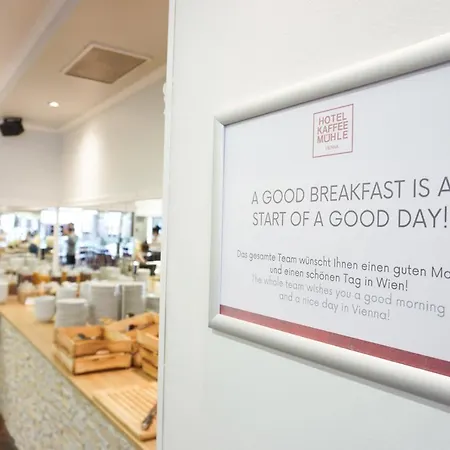 HOTEL
KAFFEE
MÜHLE
A GOOD BREAKFAST IS A
START OF A GOOD DAY!
Das gesamte Team wünscht Ihnen einen guten Mo
und einen schönen Tag in Wien!
The whole team wishes you a good morning
and a nice day in Vienna!